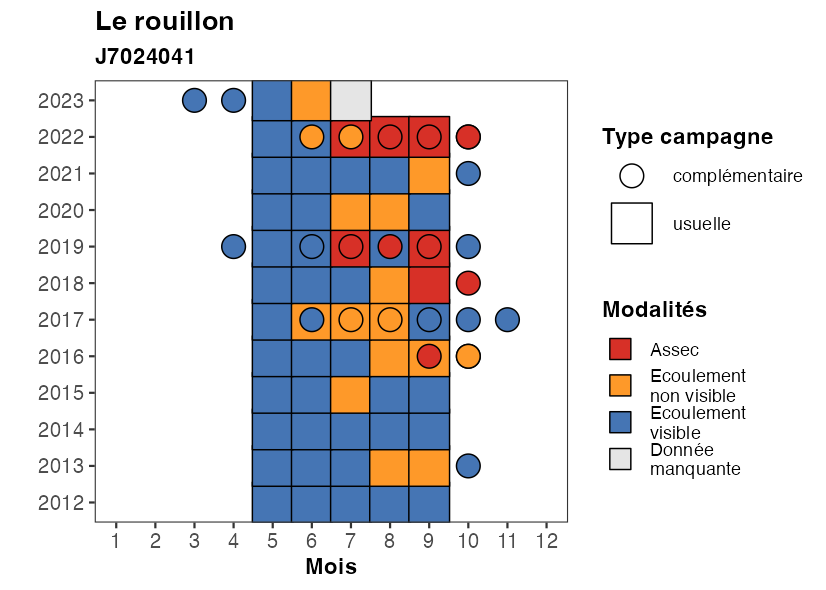 Le rouillon
J7024041
2023
2022
2021
2020
2019
2018
2017
2016
2015
2014
2013
2012
1 2 3 4 5 6 7 8 9 10 11 12
Mois
Type campagne
complémentaire
usuelle
Modalités
Assec
Ecoulement
non visible
Ecoulement
visible
Donnée
manquante